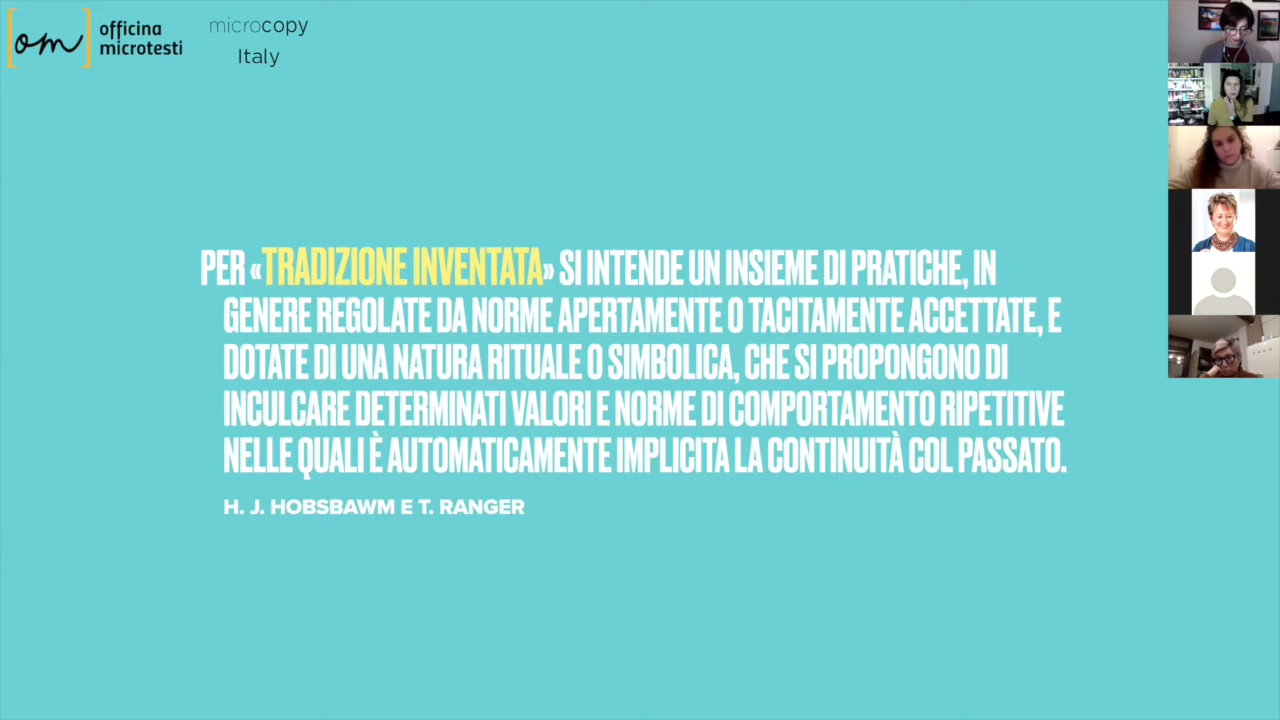 [om] officina
microtesti
microcopy
Italy
PER «TRADIZIONE INVENTATA» SI INTENDE UN INSIEME DI PRATICHE, IN
GENERE REGOLATE DA NORME APERTAMENTE O TACITAMENTE ACCETTATE, E
DOTATE DI UNA NATURA RITUALE O SIMBOLICA, CHE SI PROPONGONO DI
INCULCARE DETERMINATI VALORI E NORME DI COMPORTAMENTO RIPETITIVE
NELLE QUALI È AUTOMATICAMENTE IMPLICITA LA CONTINUITÀ COL PASSATO.
H. J. HOBSBAWM E T. RANGER